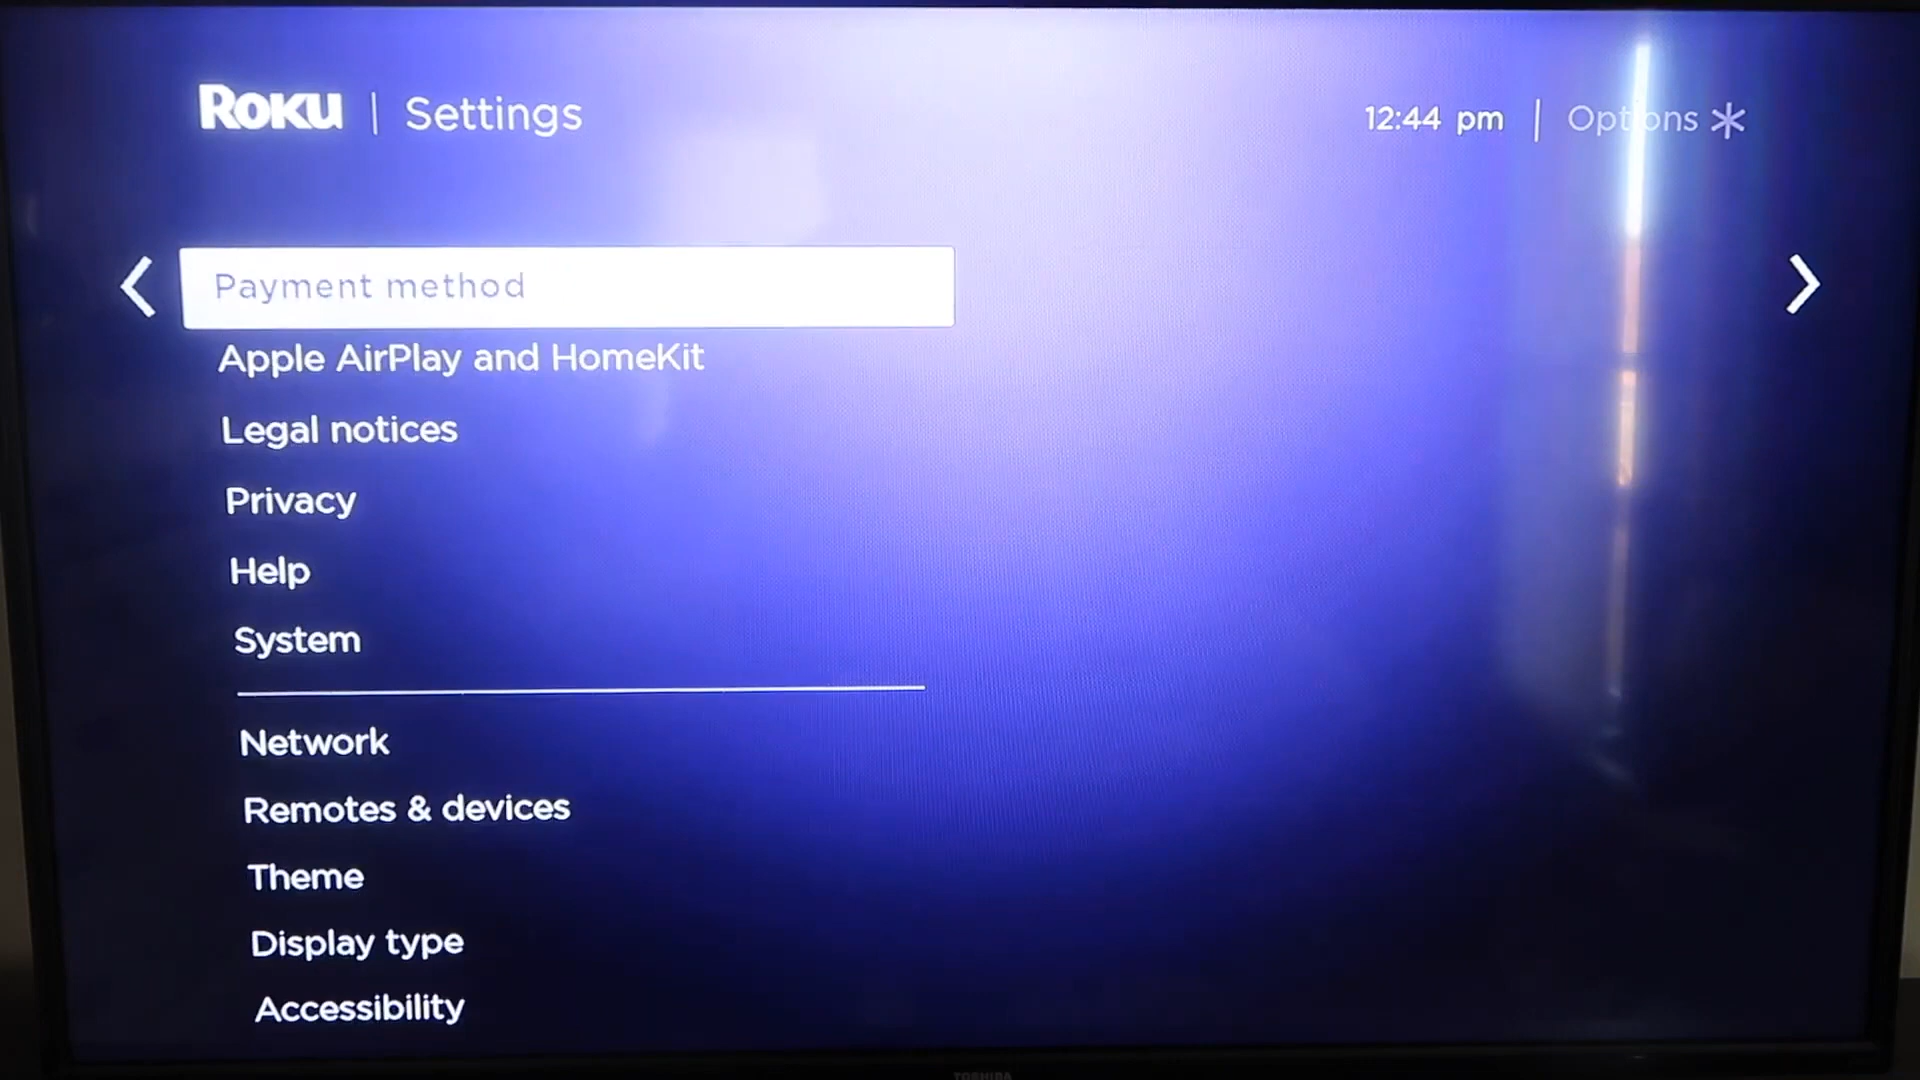 Roku | Settings
12:44 pm | Options *
Payment method
Apple AirPlay and HomeKit
Legal notices
Privacy
Help
System
Network
Remotes & devices
Theme
Display type
Accessibility
TOSHIBA